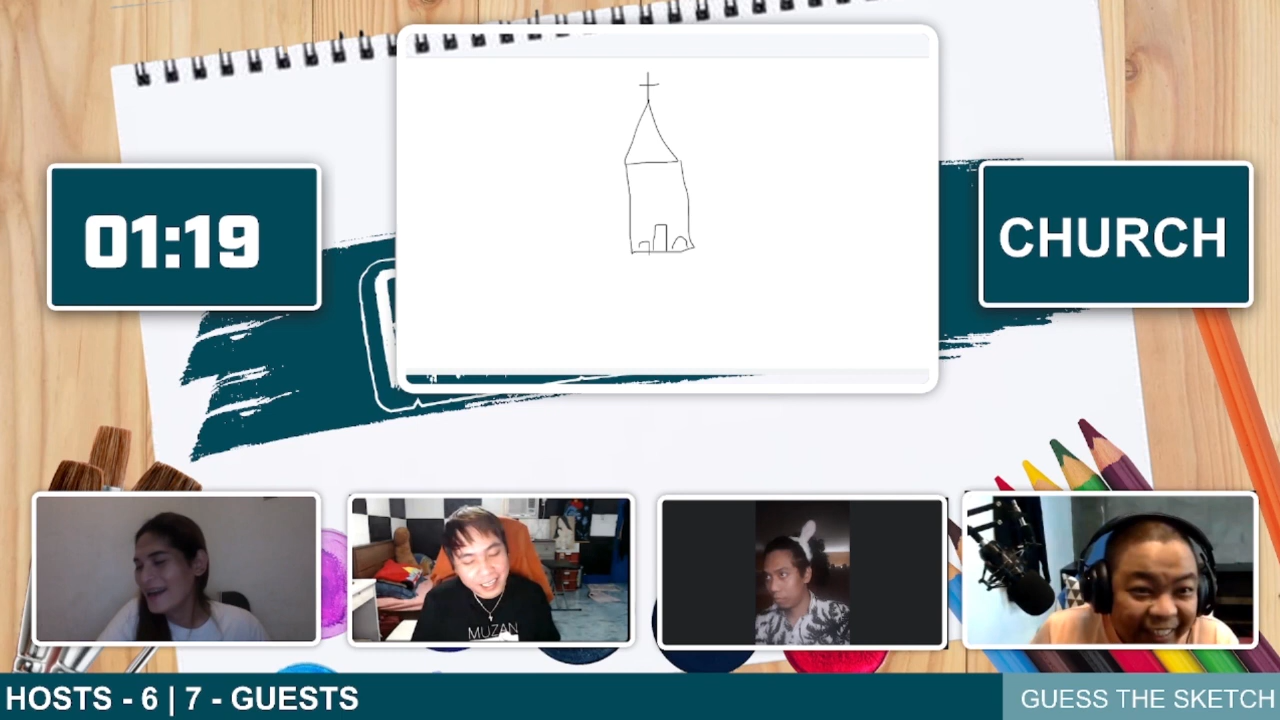 01:19
CHURCH
MUZAN
HOSTS - 6 | 7 - GUESTS
GUESS THE SKETCH